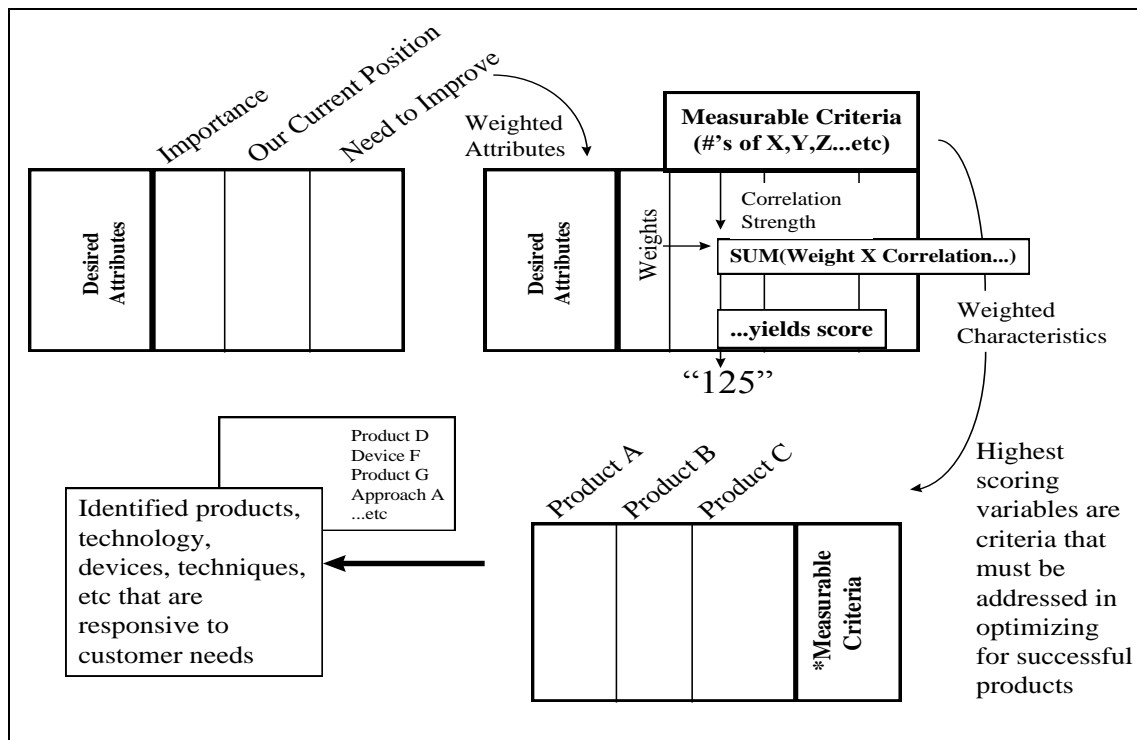 Importance
Our Current Position
Need to Improve
Desired
Attributes
Weighted
Attributes
Measurable Criteria
(#'s of X,Y,Z...etc)
Desired
Attributes
Weights
Correlation
Strength
SUM(Weight X Correlation...)
...yields score
“125”
Weighted
Characteristics
Highest
scoring
variables are
criteria that
must be
addressed in
optimizing
for successful
products
Product A
Product B
Product C
*Measurable
Criteria
Product D
Device F
Product G
Approach A
...etc
Identified products,
technology,
devices, techniques,
etc that are
responsive to
customer needs